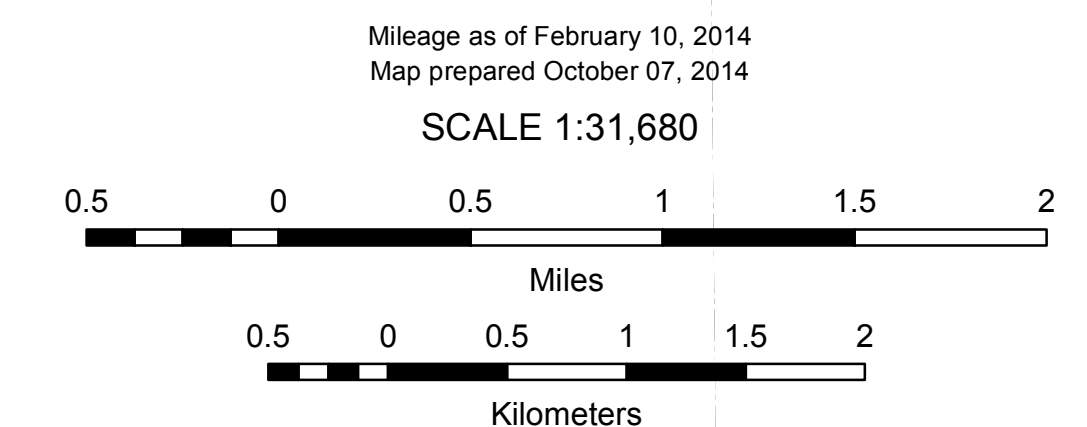 Mileage as of February 10, 2014
Map prepared October 07, 2014
SCALE 1:31,680
0.5 0 0.5 1 1.5 2
Miles
0.5 0 0.5 1 1.5 2
Kilometers